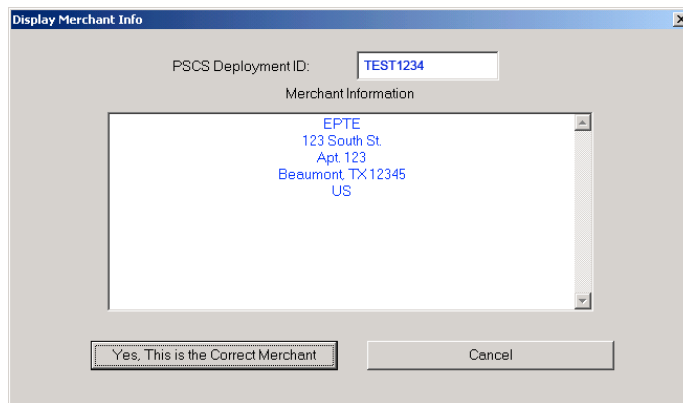 Display Merchant Info
PSCS Deployment ID: TEST1234
Merchant Information
EPTE
123 South St.
Apt. 123
Beaumont, TX 12345
US
Yes, This is the Correct Merchant Cancel